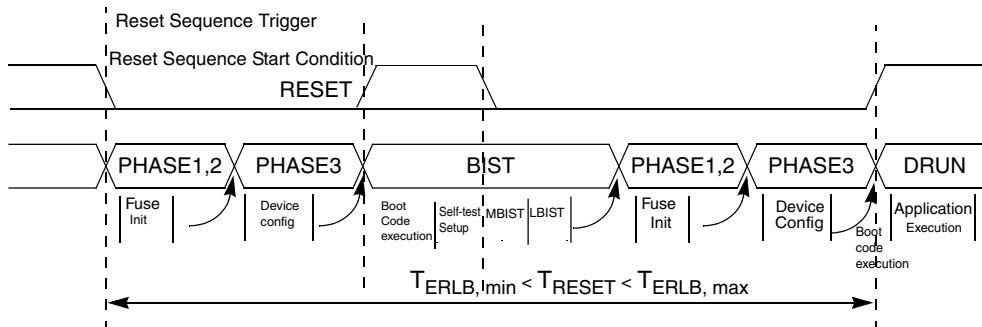 Reset Sequence Trigger
Reset Sequence Start Condition
RESET
PHASE1,2 PHASE3 BIST PHASE1,2 PHASE3 DRUN
Fuse
Init
Device
config
Boot
Code
execution
Self-test
Setup
MBIST
LBIST
Fuse
Init
Device
Config
Boot
code
execution
Application
Execution
TERLB, min < TRESET < TERLB, max